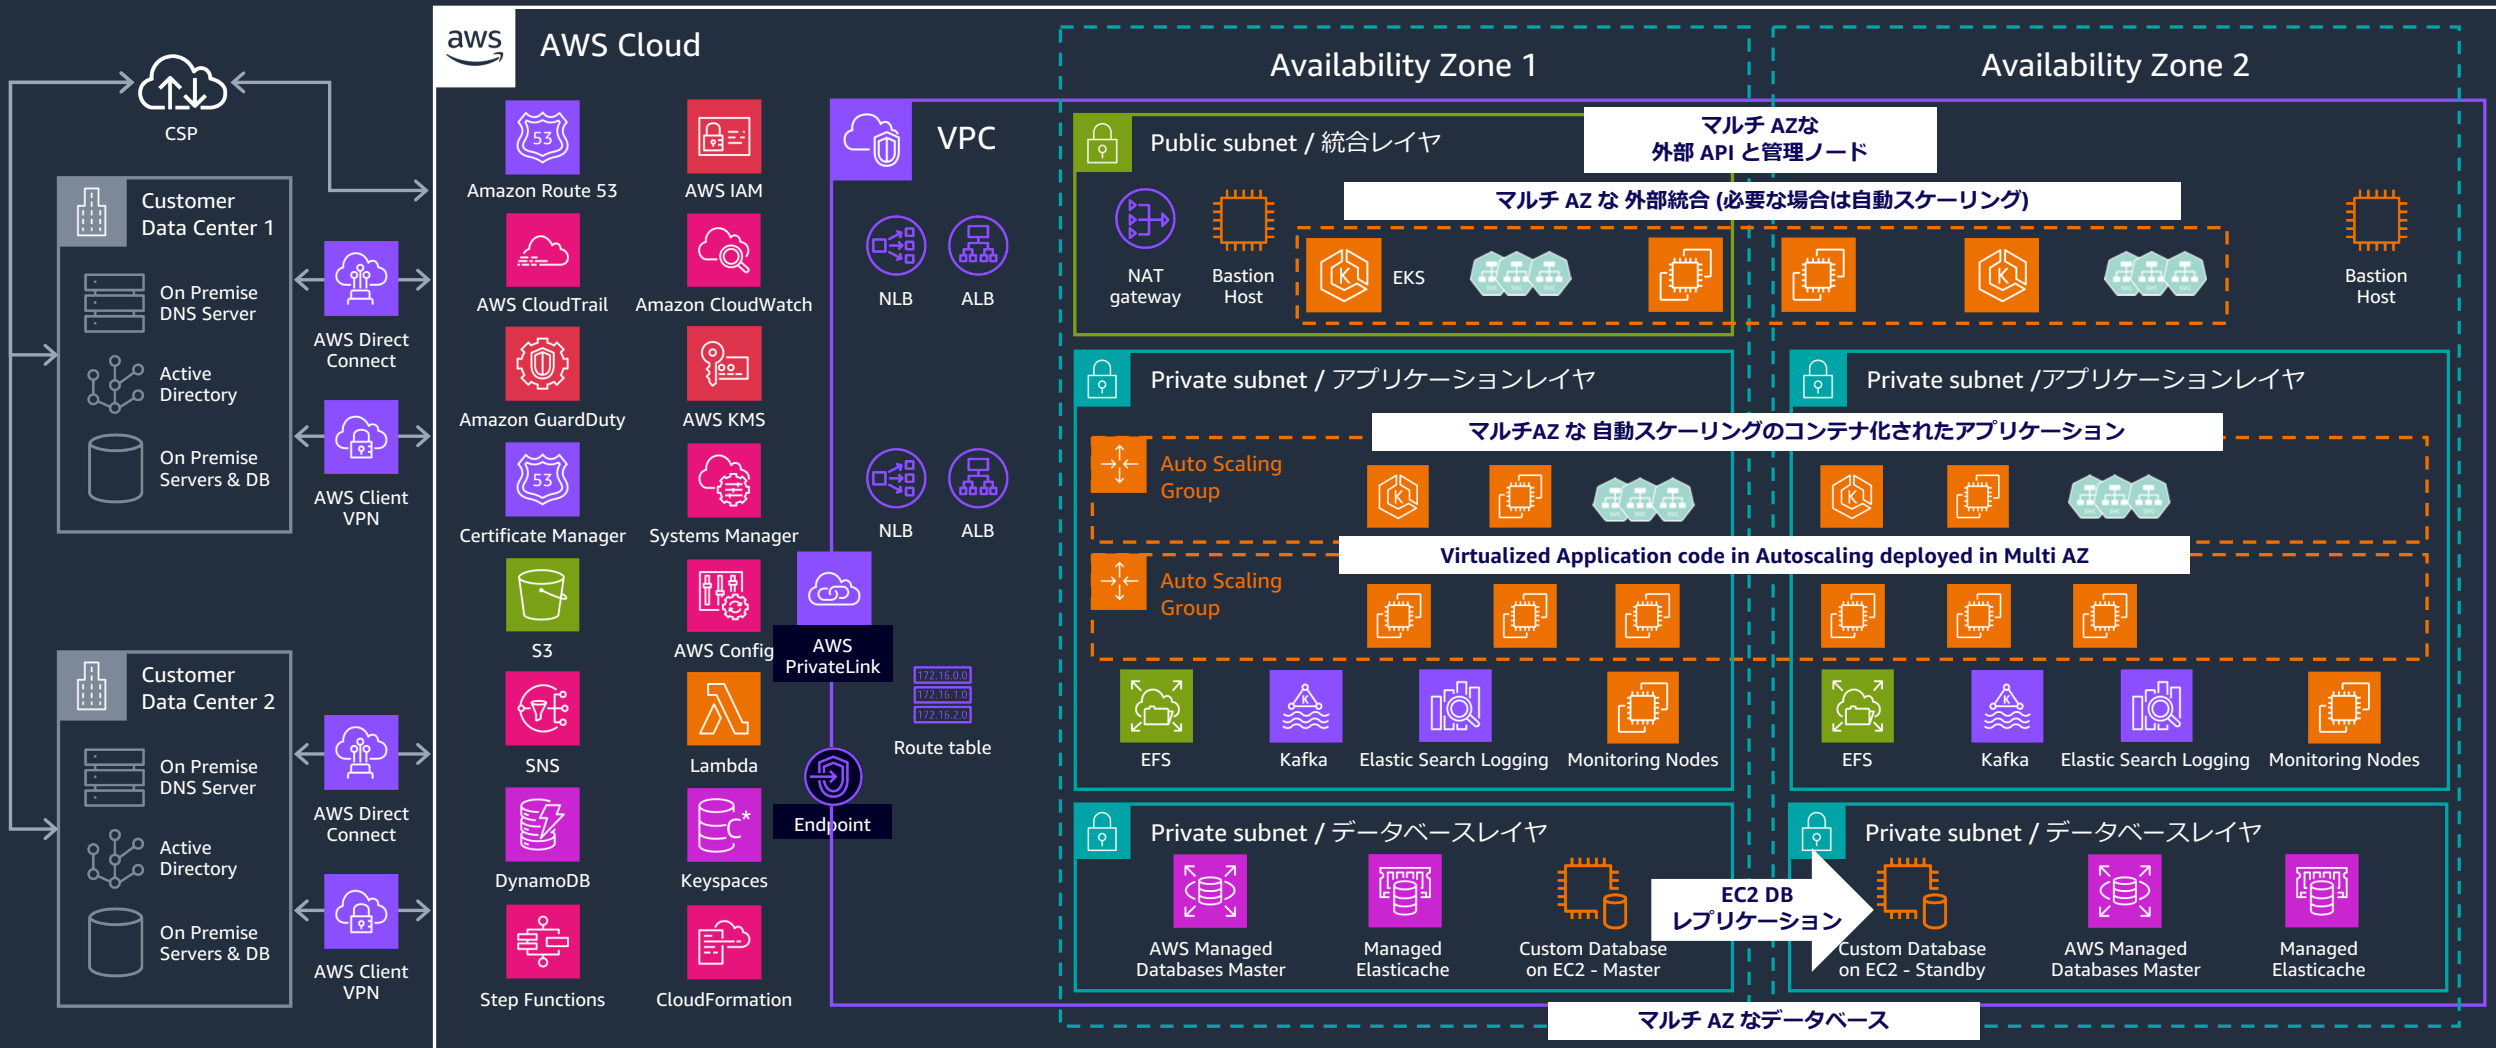 CSP
Customer
Data Center 1
On Premise
DNS Server
Active
Directory
On Premise
Servers & DB
AWS Direct
Connect
AWS Client
VPN
Customer
Data Center 2
On Premise
DNS Server
Active
Directory
On Premise
Servers & DB
AWS Direct
Connect
AWS Client
VPN
aws
AWS Cloud
53
Amazon Route 53
AWS IAM
AWS CloudTrail
Amazon CloudWatch
Amazon GuardDuty
AWS KMS
53
Certificate Manager
Systems Manager
S3
AWS Config
SNS
Lambda
DynamoDB
C*
Keyspaces
Step Functions
CloudFormation
VPC
NLB
ALB
NLB
ALB
AWS
PrivateLink
172.16.0.0
172.16.1.0
172.16.2.0
Route table
Endpoint
Availability Zone 1
Availability Zone 2
Public subnet / 統合レイヤ
マルチ AZな
外部 API と管理ノード
マルチ AZ な 外部統合 (必要な場合は自動スケーリング)
NAT
gateway
Bastion
Host
K
EKS
K
Bastion
Host
Private subnet / アプリケーションレイヤ
Private subnet /アプリケーションレイヤ
マルチAZ な 自動スケーリングのコンテナ化されたアプリケーション
Auto Scaling
Group
K
K
Virtualized Application code in Autoscaling deployed in Multi AZ
Auto Scaling
Group
EFS
K
Kafka
Elastic Search Logging
Monitoring Nodes
EFS
K
Kafka
Elastic Search Logging
Monitoring Nodes
Private subnet / データベースレイヤ
Private subnet / データベースレイヤ
AWS Managed
Databases Master
Managed
Elasticache
Custom Database
on EC2 - Master
EC2 DB
レプリケーション
Custom Database
on EC2 - Standby
AWS Managed
Databases Master
Managed
Elasticache
マルチ AZ なデータベース